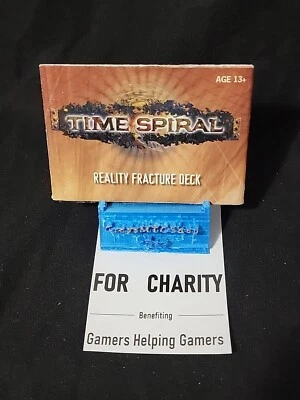 AGE 13+
TIME SPIRAL
REALITY FRACTURE DECK
FOR CHARITY
Benefiting
Gamers Helping Gamers